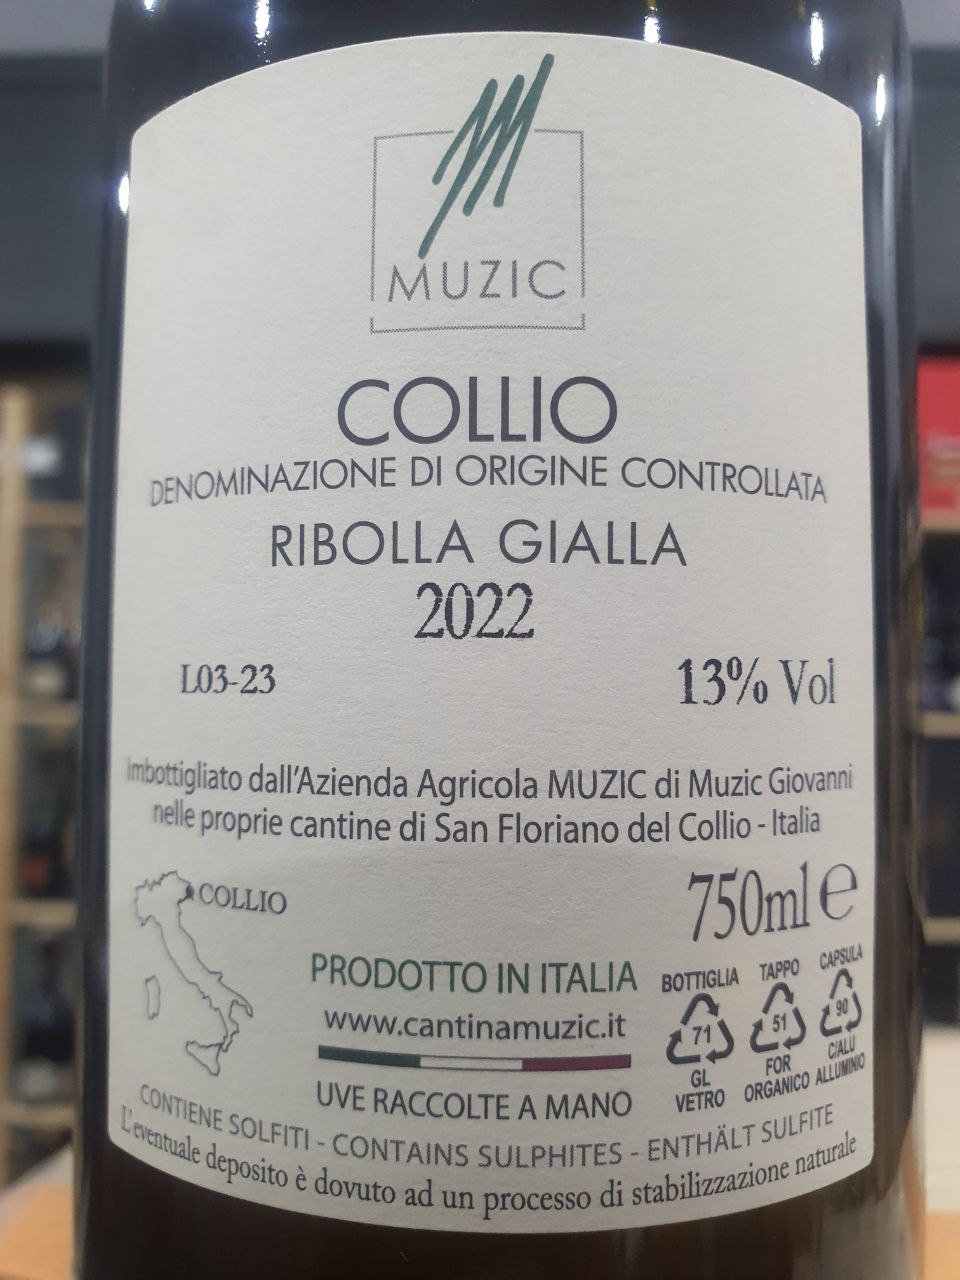 MUZIC
COLLIO
DENOMINAZIONE DI ORIGINE CONTROLLATA
RIBOLLA GIALLA
2022
L03-23 13% Vol
Imbottigliato dall'Azienda Agricola MUZIC di Muzic Giovanni
nelle proprie cantine di San Floriano del Collio - Italia
COLLIO
750ml e
PRODOTTO IN ITALIA
www.cantinamuzic.it
UVE RACCOLTE A MANO
BOTTIGLIA TAPPO CAPSULA
71 51 90
GL FOR C/ALU
VETRO ORGANICO ALLUMINIO
CONTIENE SOLFITI - CONTAINS SULPHITES - ENTHÄLT SULFITE
L'eventuale deposito è dovuto ad un processo di stabilizzazione naturale